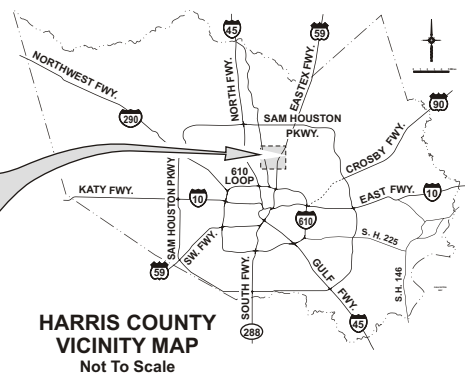 45
59
NORTHWEST FWY.
NORTH FWY.
EASTEX FWY.
290
SAM HOUSTON
PKWY.
90
CROSBY FWY.
610
LOOP
KATY FWY.
10
SAM HOUSTON PKWY
EAST FWY.
10
610
SW. FWY.
S. H. 225
59
SOUTH FWY.
GULF FWY.
S.H. 146
288
45
HARRIS COUNTY
VICINITY MAP
Not To Scale